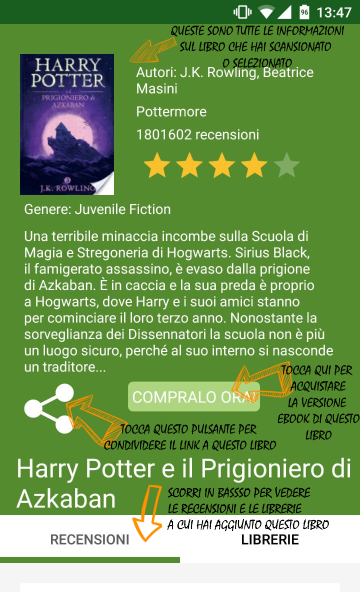 96 13:47
QUESTE SONO TUTTE LE INFORMAZIONI
SUL LIBRO CHE HAI SCANSIONATO
O SELEZIONATO
HARRY
POTTER
E IL
PRIGIONIERO di
AZKABAN
J.K. ROWLING
Autori: J.K. Rowling, Beatrice
Masini
Pottermore
1801602 recensioni
Genere: Juvenile Fiction
Una terribile minaccia incombe sulla Scuola di
Magia e Stregoneria di Hogwarts. Sirius Black,
il famigerato assassino, è evaso dalla prigione
di Azkaban. È in caccia e la sua preda è proprio
a Hogwarts, dove Harry e i suoi amici stanno
per cominciare il loro terzo anno. Nonostante la
sorveglianza dei Dissennatori la scuola non è più
un luogo sicuro, perché al suo interno si nasconde
un traditore...
COMPRALO ORA!
TOCCA QUI PER
ACQUISTARE
LA VERSIONE
EBOOK DI QUESTO
LIBRO
TOCCA QUESTO PULSANTE PER
CONDIVIDERE IL LINK A QUESTO LIBRO
Harry Potter e il Prigioniero di
Azkaban
SCORRI IN BASSSO PER VEDERE
LE RECENSIONI E LE LIBRERIE
A CUI HAI AGGIUNTO QUESTO LIBRO
RECENSIONI LIBRERIE